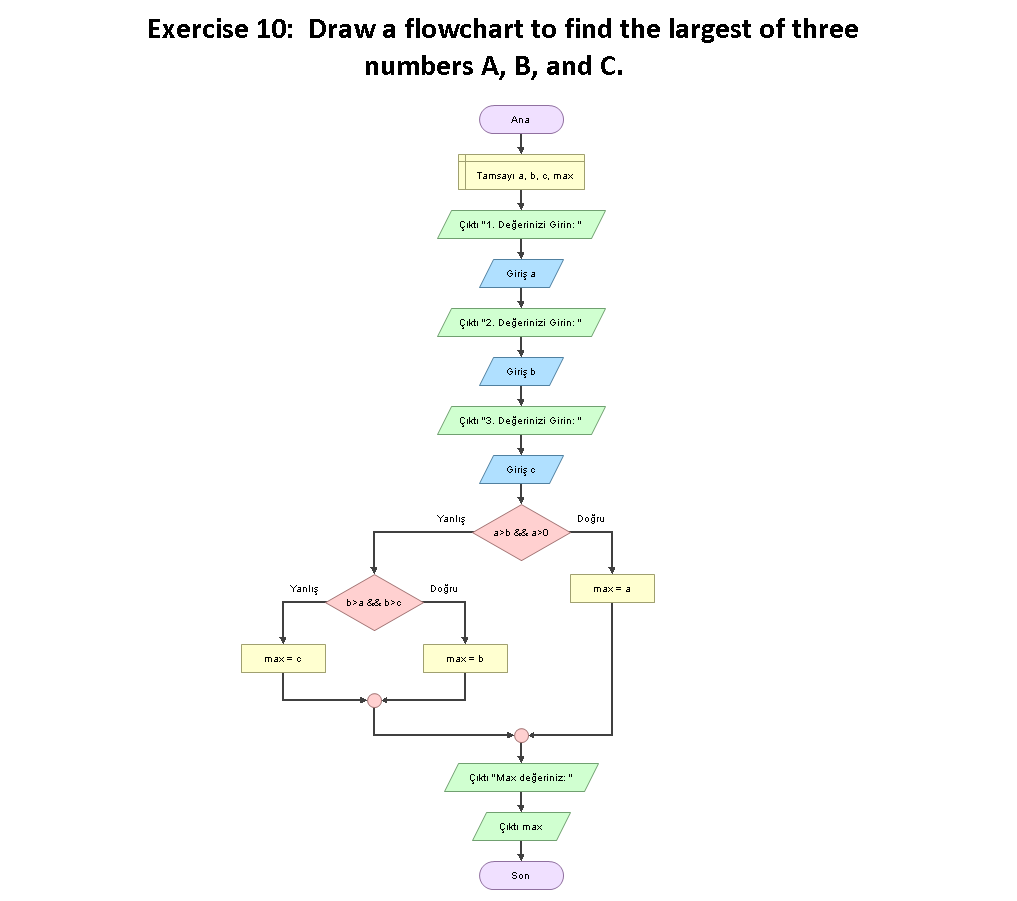 Exercise 10:  Draw a flowchart to find the largest of three
numbers A, B, and C.
Ana
Tamsayı a, b, c, max
Çıktı "1. Değerinizi Girin: "
Giriş a
Çıktı "2. Değerinizi Girin: "
Giriş b
Çıktı "3. Değerinizi Girin: "
Giriş c
Yanlış
a>b && a>0
Doğru
Yanlış
b>a && b>c
Doğru
max = a
max = c
max = b
Çıktı "Max değeriniz: "
Çıktı max
Son